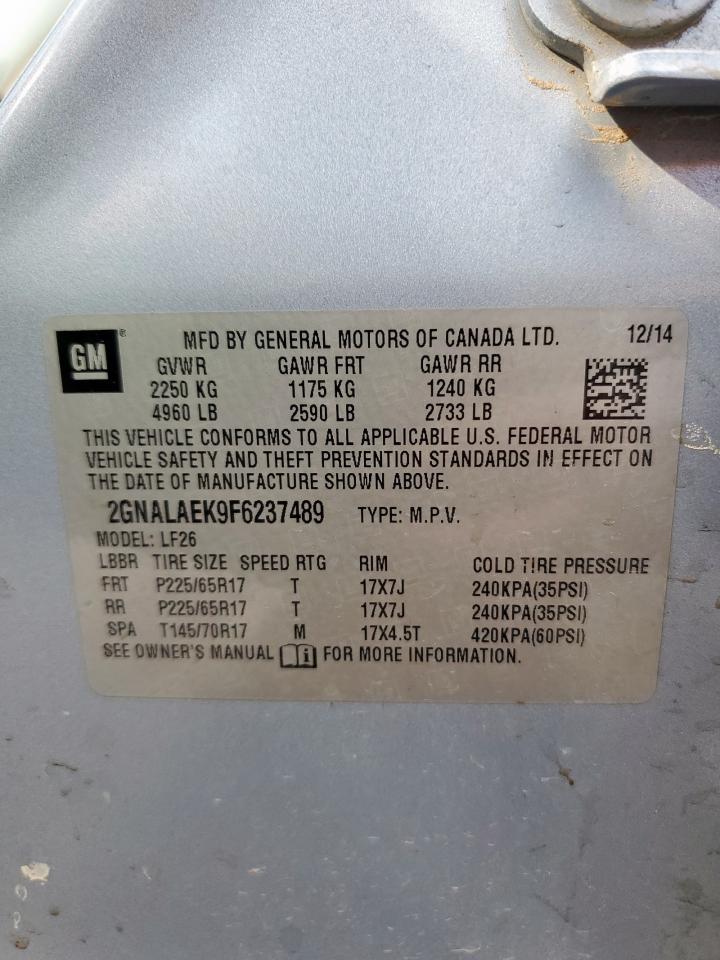 GM® MFD BY GENERAL MOTORS OF CANADA LTD. 12/14
GVWR GAWR FRT GAWR RR
2250 KG 1175 KG 1240 KG
4960 LB 2590 LB 2733 LB
THIS VEHICLE CONFORMS TO ALL APPLICABLE U.S. FEDERAL MOTOR
VEHICLE SAFETY AND THEFT PREVENTION STANDARDS IN EFFECT ON
THE DATE OF MANUFACTURE SHOWN ABOVE.
2GNALAEK9F6237489 TYPE: M.P.V.
MODEL: LF26
LBBR TIRE SIZE SPEED RTG RIM COLD TIRE PRESSURE
FRT P225/65R17 T 17X7J 240KPA(35PSI)
RR P225/65R17 T 17X7J 240KPA(35PSI)
SPA T145/70R17 M 17X4.5T 420KPA(60PSI)
SEE OWNER'S MANUAL i FOR MORE INFORMATION.